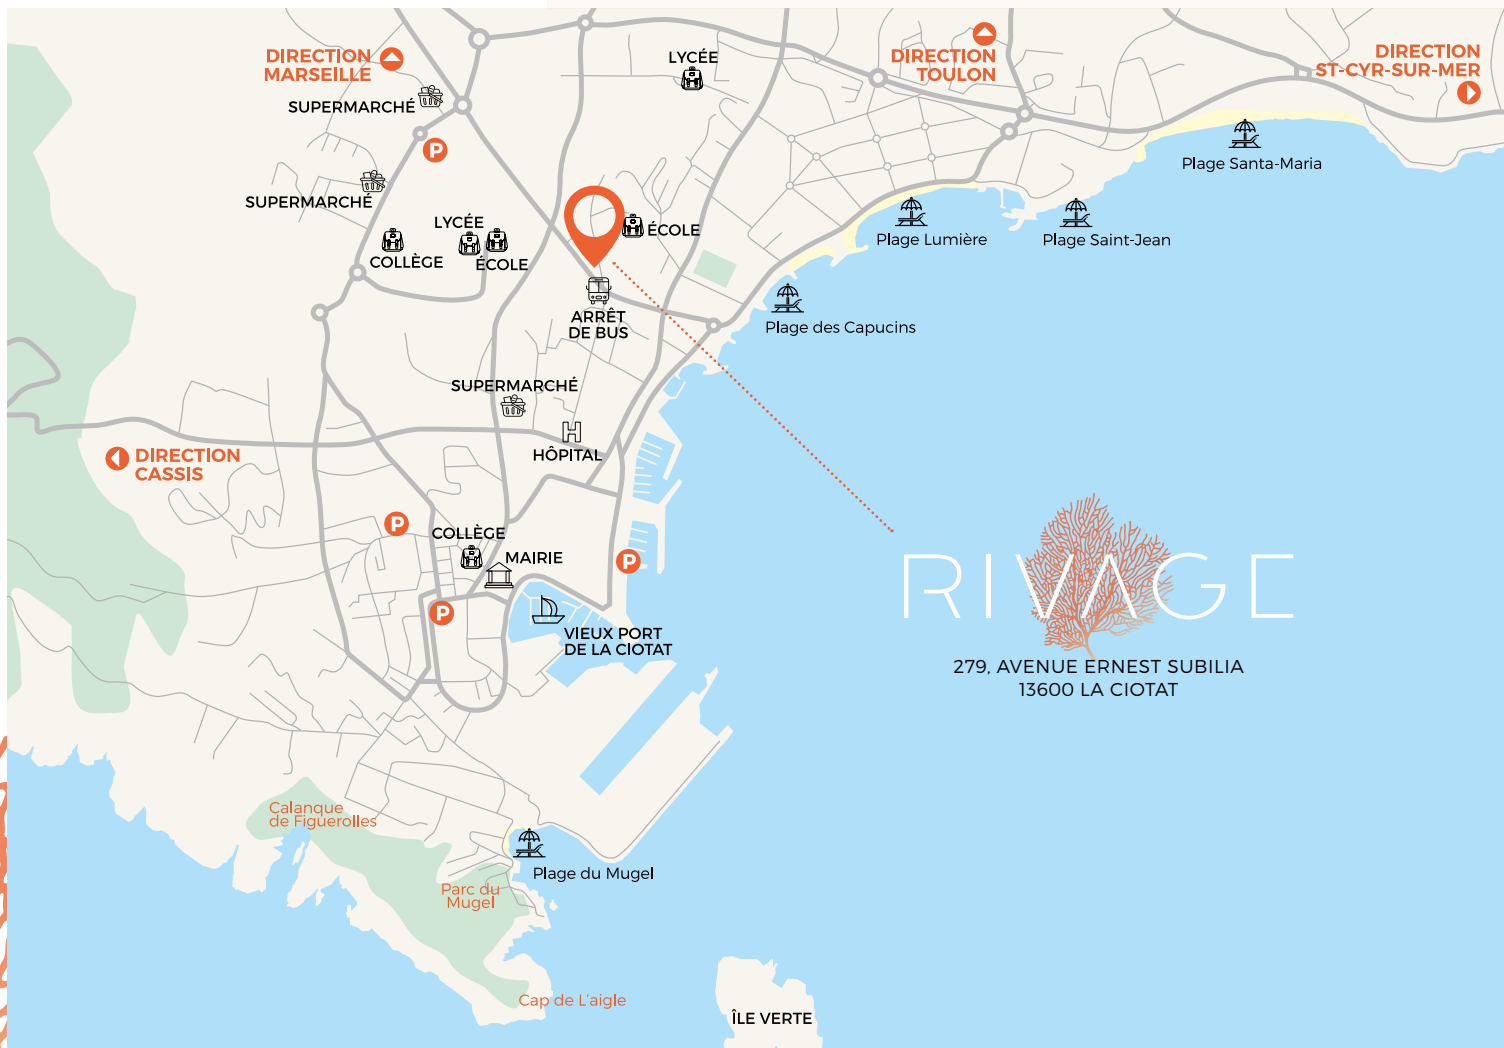 DIRECTION
MARSEILLE
LYCÉE
DIRECTION
TOULON
DIRECTION
ST-CYR-SUR-MER
SUPERMARCHÉ
P
Plage Santa-Maria
SUPERMARCHÉ
LYCÉE
ÉCOLE
COLLÈGE
ÉCOLE
Plage Lumière
Plage Saint-Jean
ARRÊT
DE BUS
Plage des Capucins
SUPERMARCHÉ
H
HÔPITAL
DIRECTION
CASSIS
P
COLLÈGE
MAIRIE
P
P
VIEUX PORT
DE LA CIOTAT
RIVAGE
279, AVENUE ERNEST SUBILIA
13600 LA CIOTAT
Calanque
de Figuerolles
Plage du Mugel
Parc du
Mugel
Cap de L'aigle
ÎLE VERTE